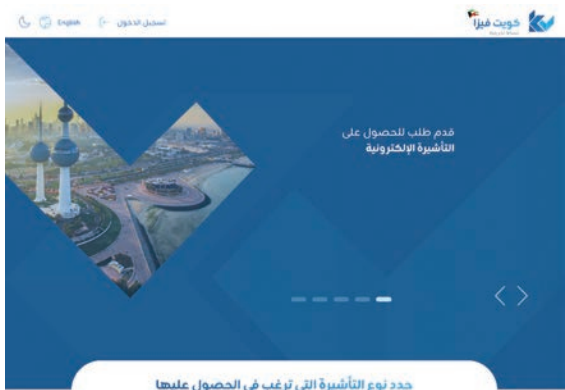 كويت فيزا
تسجيل الدخول
English
قدم طلب للحصول على
التأشيرة الإلكترونية
حدد نوع التأشيرة التي ترغب في الحصول عليها